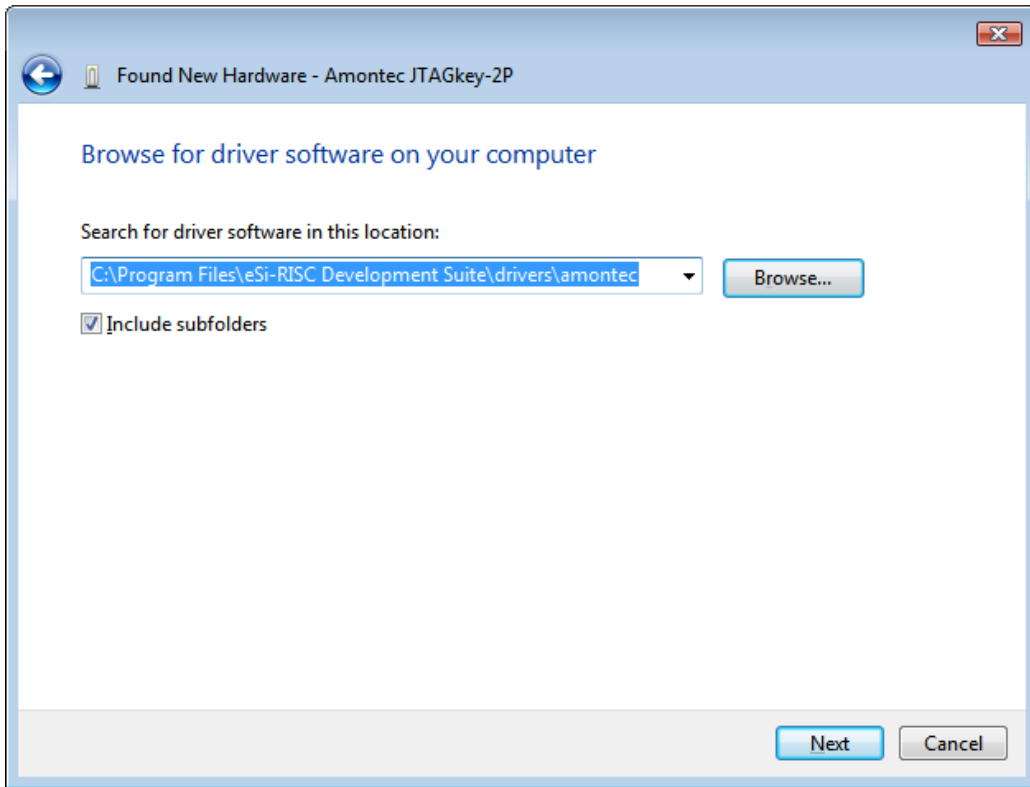 Found New Hardware - Amontec JTAGkey-2P
Browse for driver software on your computer
Search for driver software in this location:
C:\Program Files\eSi-RISC Development Suite\drivers\amontec
Browse...
Include subfolders
Next
Cancel